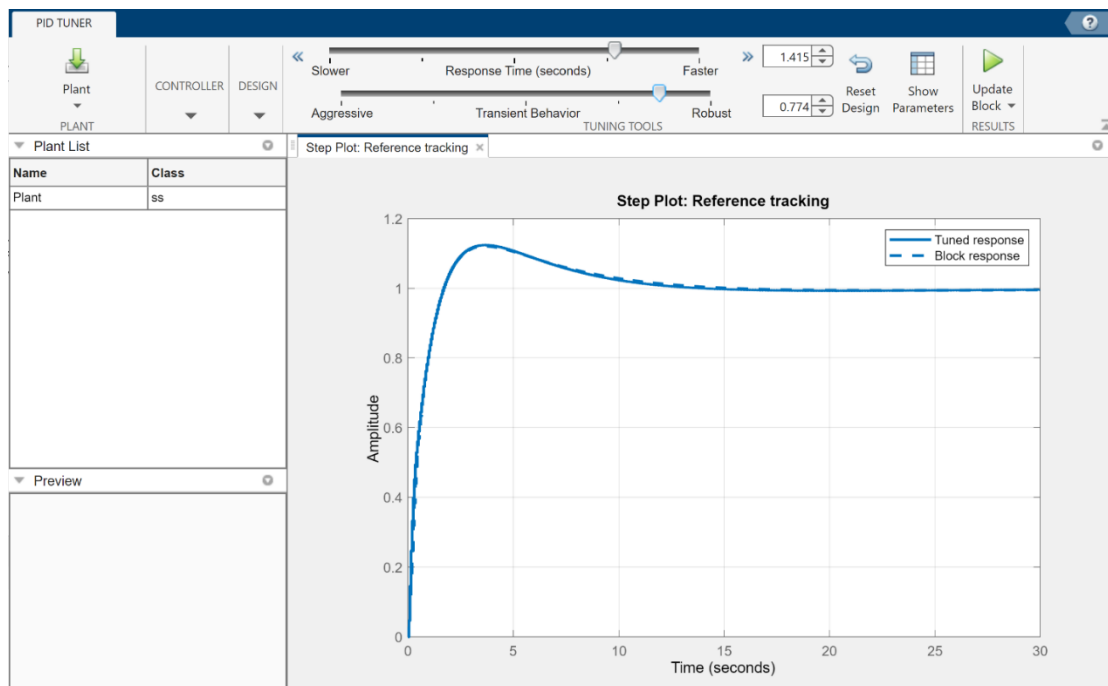 PID TUNER
?
Plant
PLANT
CONTROLLER
DESIGN
Slower
Response Time (seconds)
Faster
1.415
Aggressive
Transient Behavior
Robust
0.774
TUNING TOOLS
Reset
Design
Show
Parameters
Update
Block
RESULTS
Plant List
Name Class
Plant ss
Preview
Step Plot: Reference tracking
Step Plot: Reference tracking
Tuned response
Block response
Amplitude
1.2
1
0.8
0.6
0.4
0.2
0
0 5 10 15 20 25 30
Time (seconds)